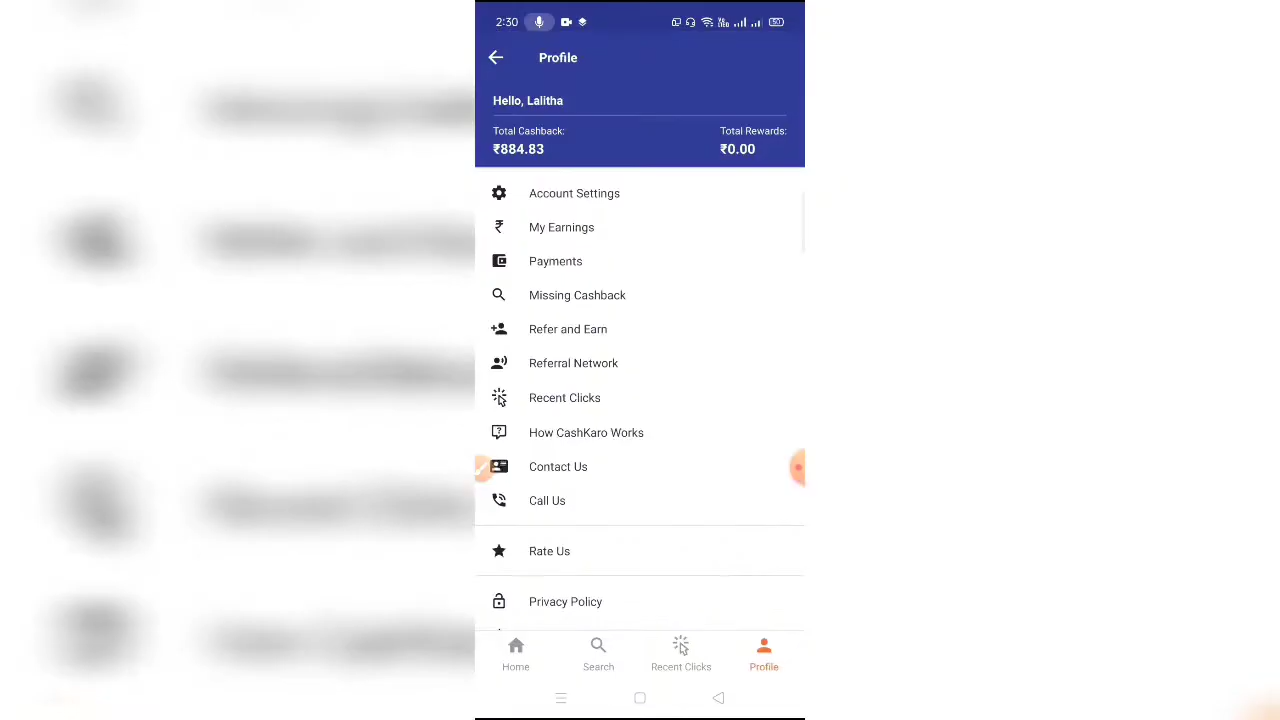 2:30
Profile
Hello, Lalitha
Total Cashback: Total Rewards:
₹884.83 ₹0.00
Account Settings
My Earnings
Payments
Missing Cashback
Refer and Earn
Referral Network
Recent Clicks
How CashKaro Works
Contact Us
Call Us
Rate Us
Privacy Policy
Home Search Recent Clicks Profile